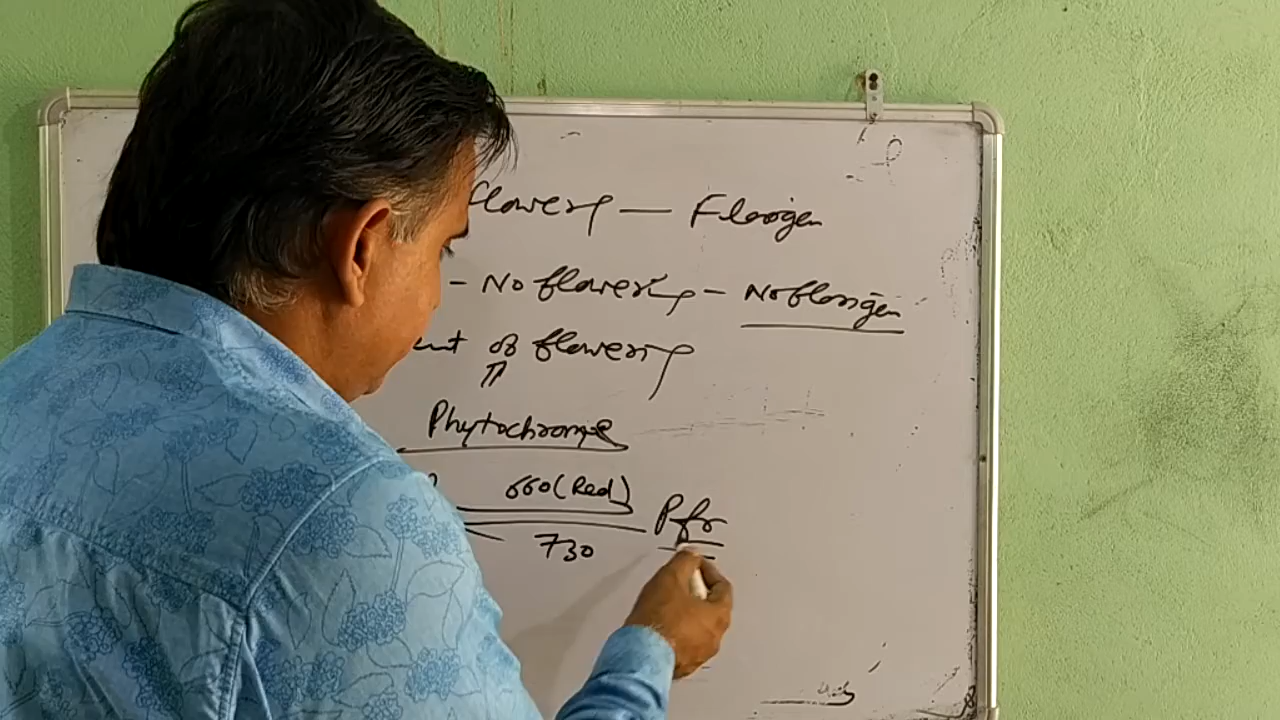 flowering — Florigen
- No flowering - No florigen
of flowering
Phytochrome
660 (Red) Pfr
730